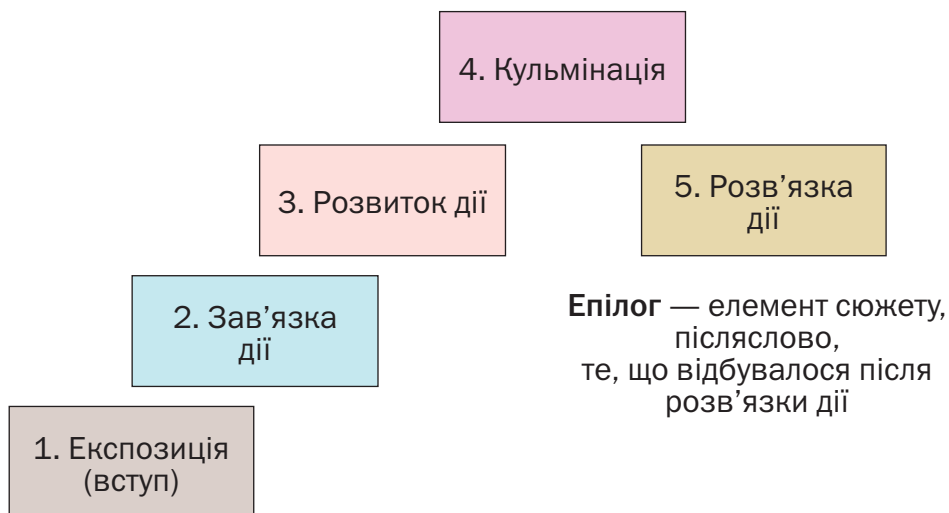 4. Кульмінація
3. Розвиток дії
5. Розв’язка
дії
2. Зав’язка
дії
Епілог — елемент сюжету,
післяслово,
те, що відбувалося після
розв’язки дії
1. Експозиція
(вступ)